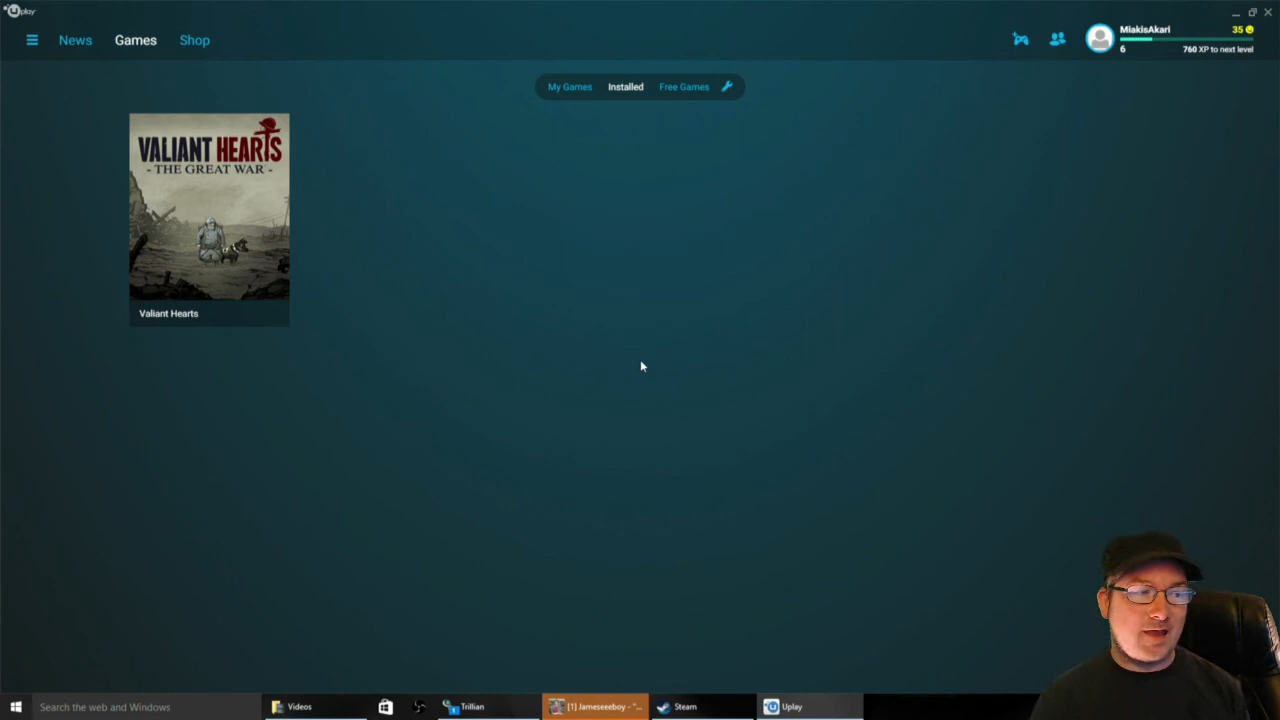 Uplay
News Games Shop
MiakisAkari 35
6 760 XP to next level
My Games Installed Free Games
VALIANT HEARTS
- THE GREAT WAR -
Valiant Hearts
Search the web and Windows Videos Trillian [1] Jameseeeboy - "... Steam Uplay